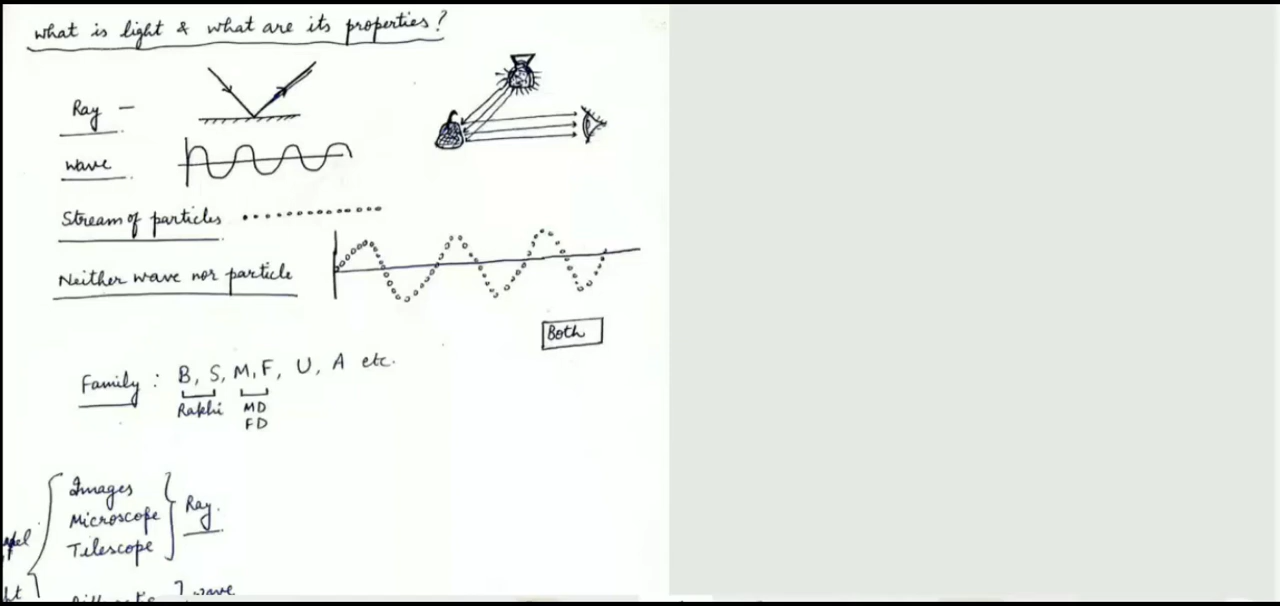 What is light & what are its properties?
Ray —
wave
Stream of particles
Neither wave nor particle
Both
Family : B, S, M, F, U, A etc.
Rakhi MD
FD
Images
Microscope
Telescope
Ray
wave